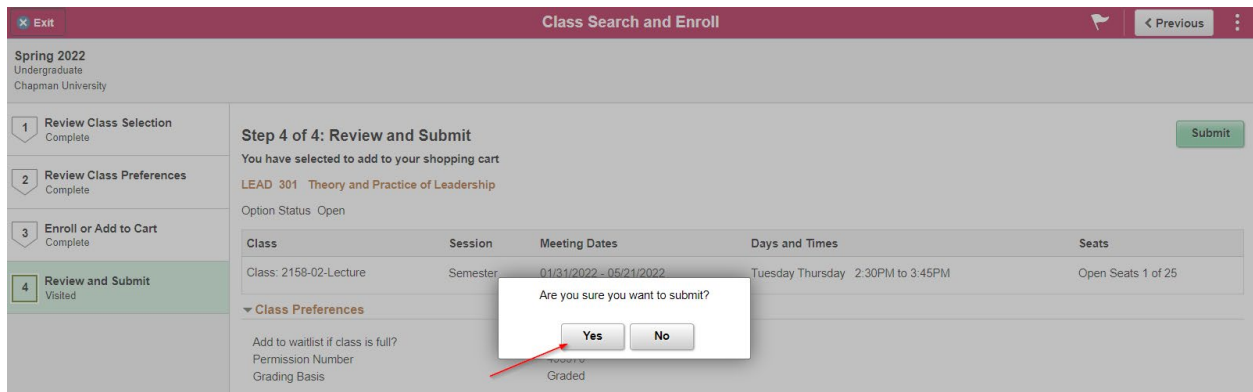 Exit
Class Search and Enroll
Previous
Spring 2022
Undergraduate
Chapman University
1 Review Class Selection
Complete
2 Review Class Preferences
Complete
3 Enroll or Add to Cart
Complete
4 Review and Submit
Visited
Step 4 of 4: Review and Submit
Submit
You have selected to add to your shopping cart
LEAD 301 Theory and Practice of Leadership
Option Status Open
Class Session Meeting Dates Days and Times Seats
Class: 2158-02-Lecture Semester 01/31/2022 - 05/21/2022 Tuesday Thursday 2:30PM to 3:45PM Open Seats 1 of 25
Class Preferences
Are you sure you want to submit?
Yes No
Add to waitlist if class is full?
Permission Number
Grading Basis Graded